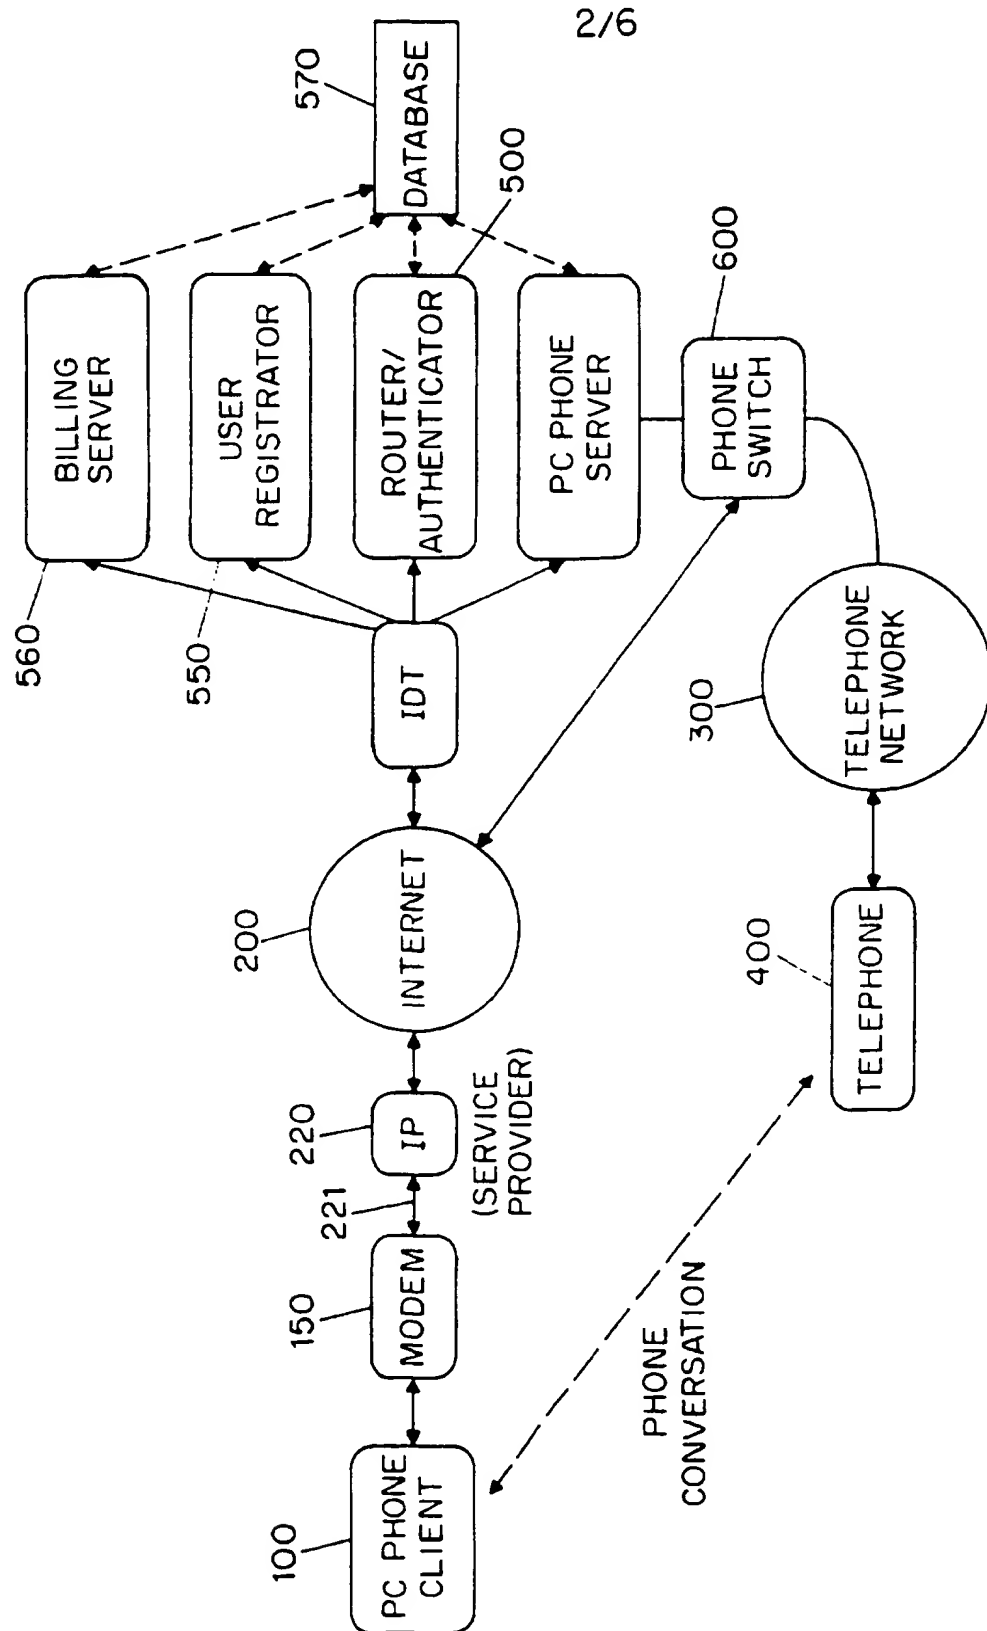 2/6
560
BILLING
SERVER
550
USER
REGISTRATOR
570
DATABASE
ROUTER/
AUTHENTICATOR
500
PC PHONE
SERVER
600
PHONE
SWITCH
IDT
200
INTERNET
220
IP
(SERVICE
PROVIDER)
221
150
MODEM
100
PC PHONE
CLIENT
PHONE
CONVERSATION
400
TELEPHONE
300
TELEPHONE
NETWORK